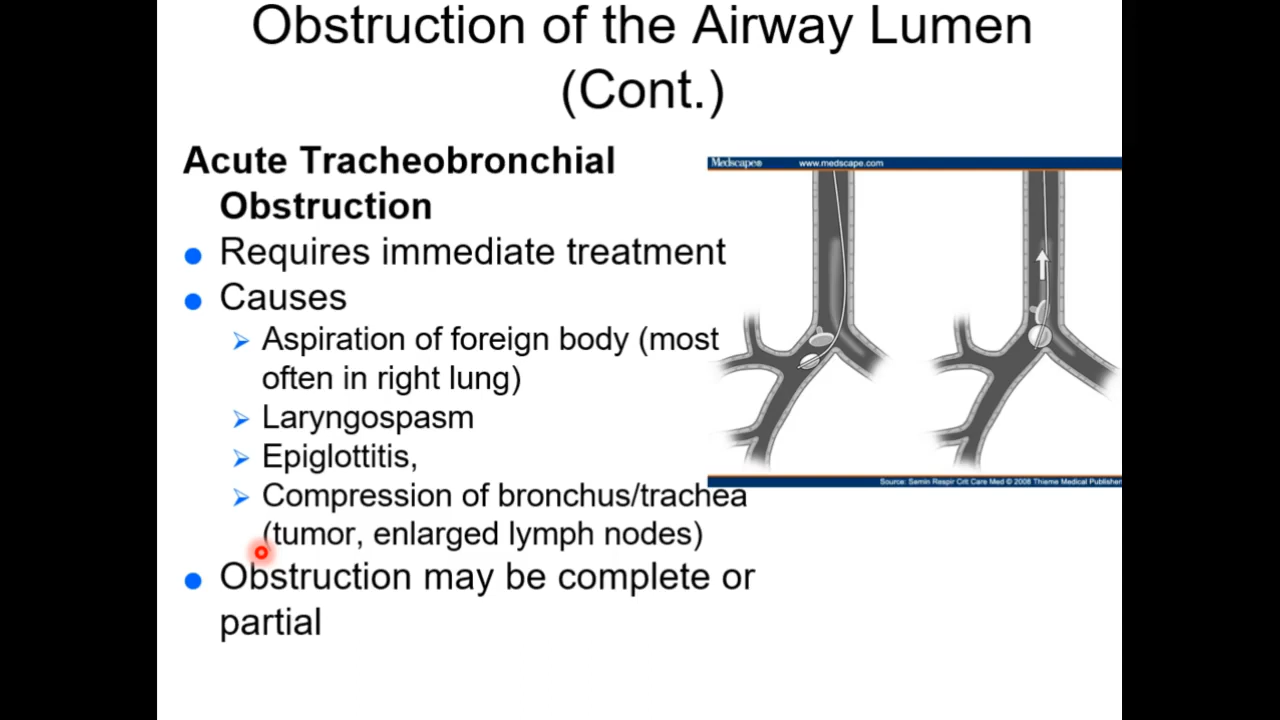 Obstruction of the Airway Lumen
(Cont.)
Acute Tracheobronchial
Obstruction
Requires immediate treatment
Causes
Aspiration of foreign body (most
often in right lung)
Laryngospasm
Epiglottitis,
Compression of bronchus/trachea
(tumor, enlarged lymph nodes)
Obstruction may be complete or
partial
Medscape® www.medscape.com
Source: Semin Respir Crit Care Med © 2008 Thieme Medical Publisher